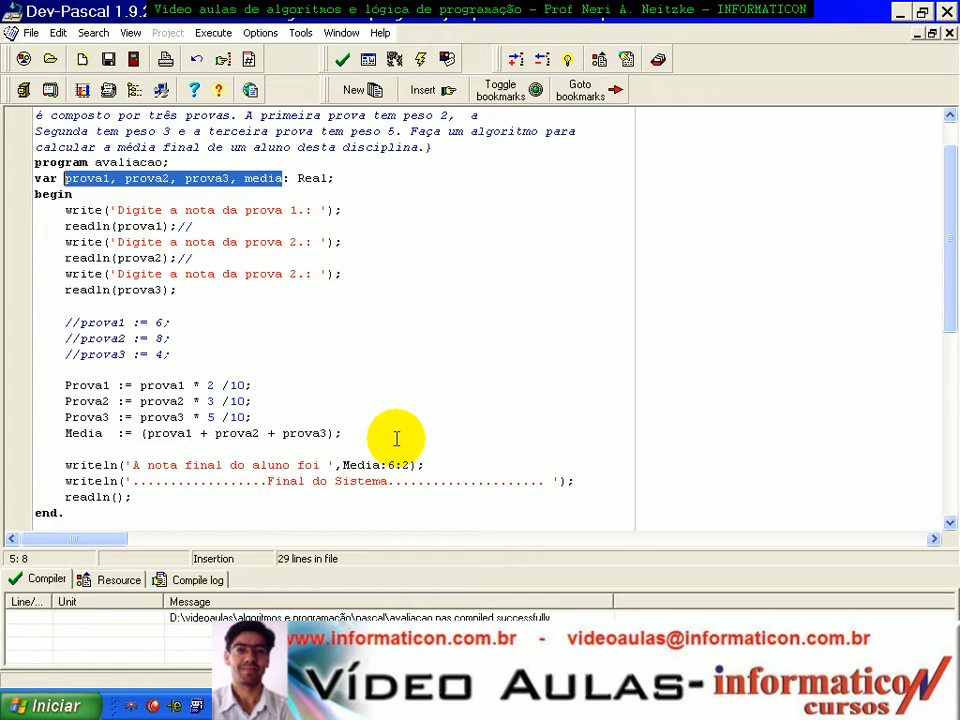 Dev-Pascal 1.9.2
Vídeo aulas de algoritmos e lógica de programação – Prof Neri A. Neitzke – INFORMATICON
File Edit Search View Project Execute Options Tools Window Help
New Insert Toggle bookmarks Goto bookmarks
é composto por três provas. A primeira prova tem peso 2, a
Segunda tem peso 3 e a terceira prova tem peso 5. Faça um algoritmo para
calcular a média final de um aluno desta disciplina.}
program avaliacao;
var prova1, prova2, prova3, media: Real;
begin
write('Digite a nota da prova 1.: ');
readln(prova1);//
write('Digite a nota da prova 2.: ');
readln(prova2);//
write('Digite a nota da prova 2.: ');
readln(prova3);
//prova1 := 6;
//prova2 := 8;
//prova3 := 4;
Prova1 := prova1 * 2 /10;
Prova2 := prova2 * 3 /10;
Prova3 := prova3 * 5 /10;
Media := (prova1 + prova2 + prova3);
writeln('A nota final do aluno foi ',Media:6:2);
writeln('..................Final do Sistema..................... ');
readln();
end.
5: 8 Insertion 29 lines in file
Compiler Resource Compile log
Line/... Unit Message
D:\videoaulas\algoritmos e programação\pascal\avaliacao.pas compiled successfully
www.informaticon.com.br - videoaulas@informaticon.com.br
VÍDEO AULAS- informaticon
cursos
Iniciar